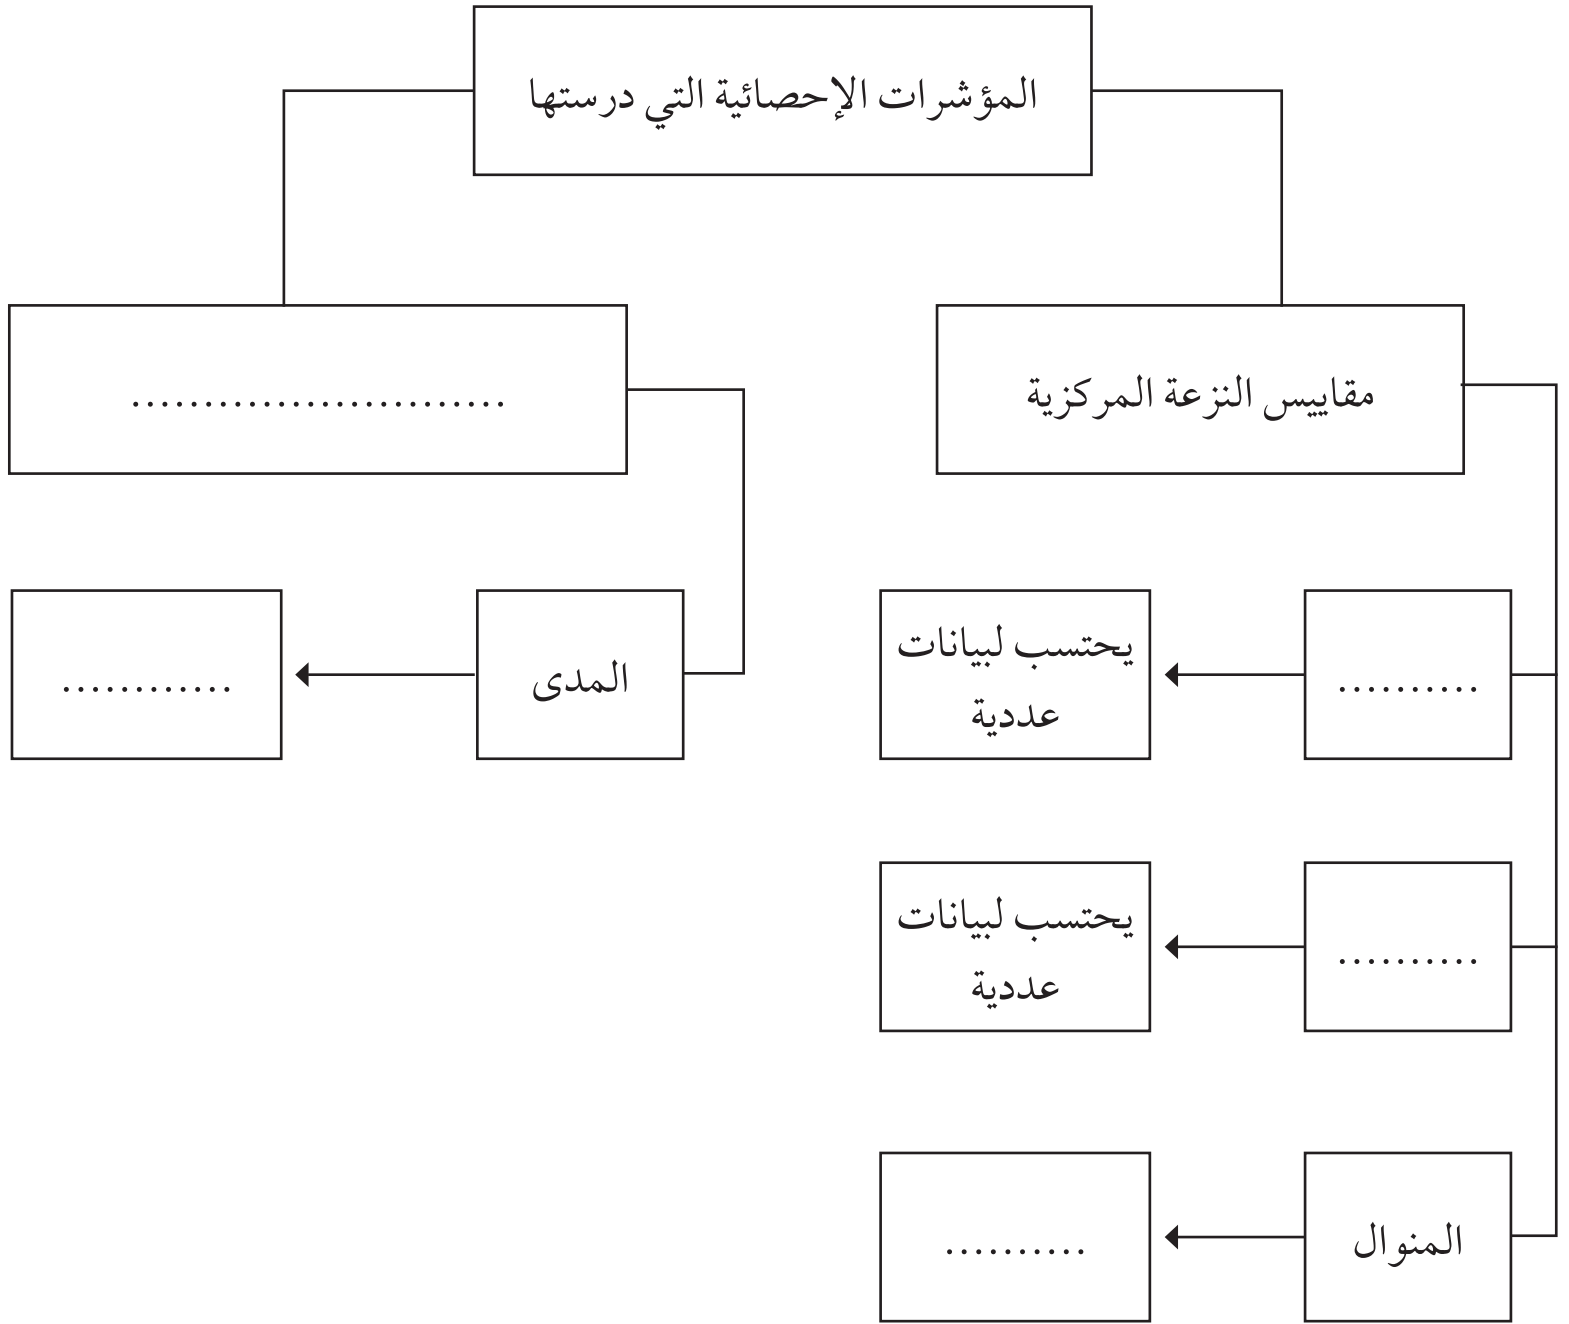 المؤشرات الإحصائية التي درستها
مقاييس النزعة المركزية
.........................
..........
يحتسب لبيانات
عددية
المدى
............
..........
يحتسب لبيانات
عددية
المنوال
..........